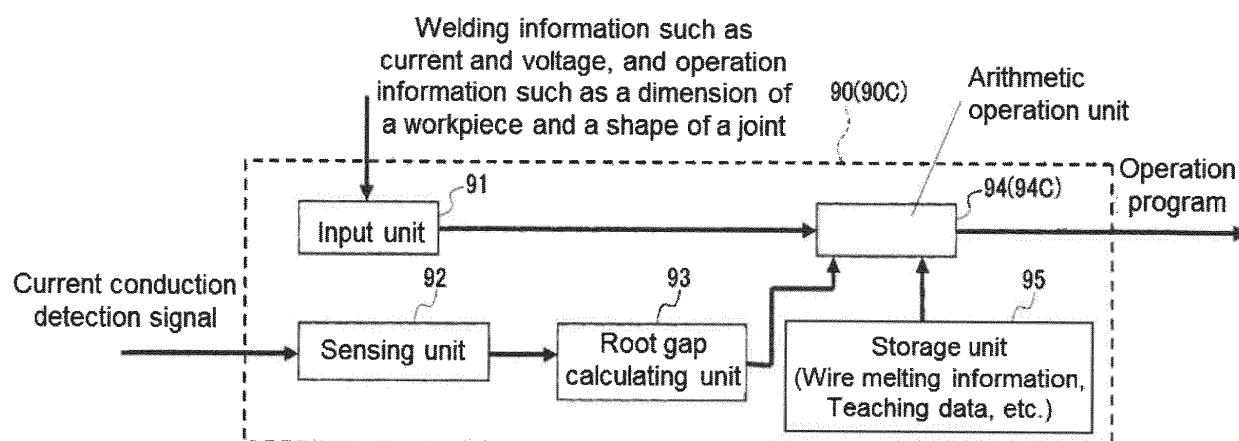 Welding information such as
current and voltage, and operation
information such as a dimension of
a workpiece and a shape of a joint
90(90C)
Arithmetic
operation unit
Operation
program
91
Input unit
94(94C)
Current conduction
detection signal
92
Sensing unit
93
Root gap
calculating unit
95
Storage unit
(Wire melting information,
Teaching data, etc.)